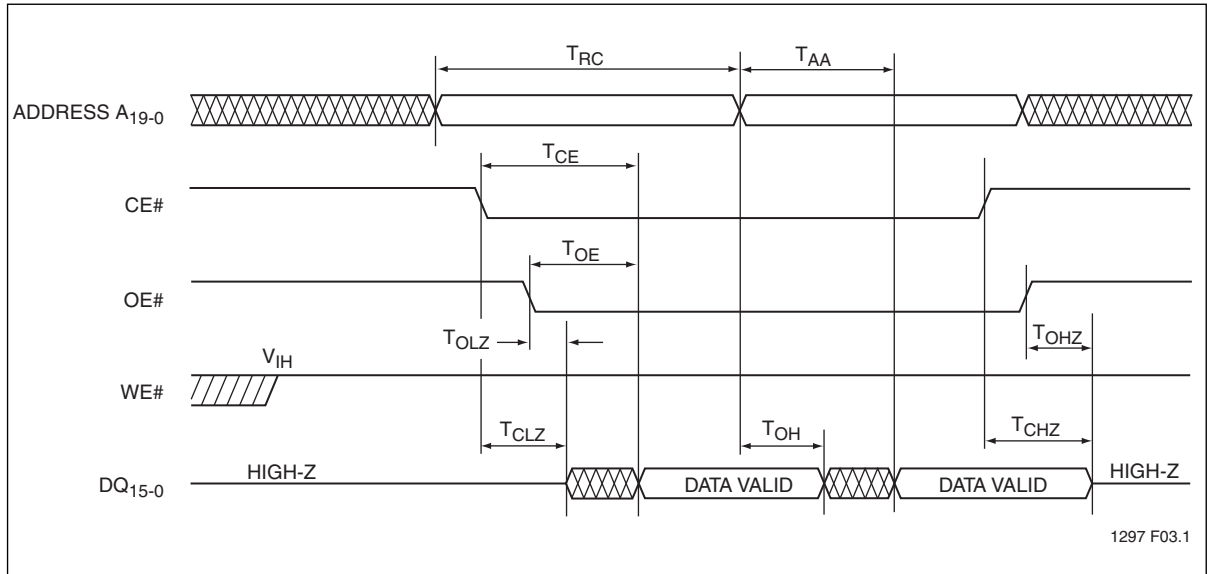 TRC
TAA
ADDRESS A19-0
TCE
CE#
TOE
OE#
TOLZ
TOHZ
VIH
WE#
TCLZ
TOH
TCHZ
HIGH-Z
DQ15-0
DATA VALID
DATA VALID
HIGH-Z
1297 F03.1